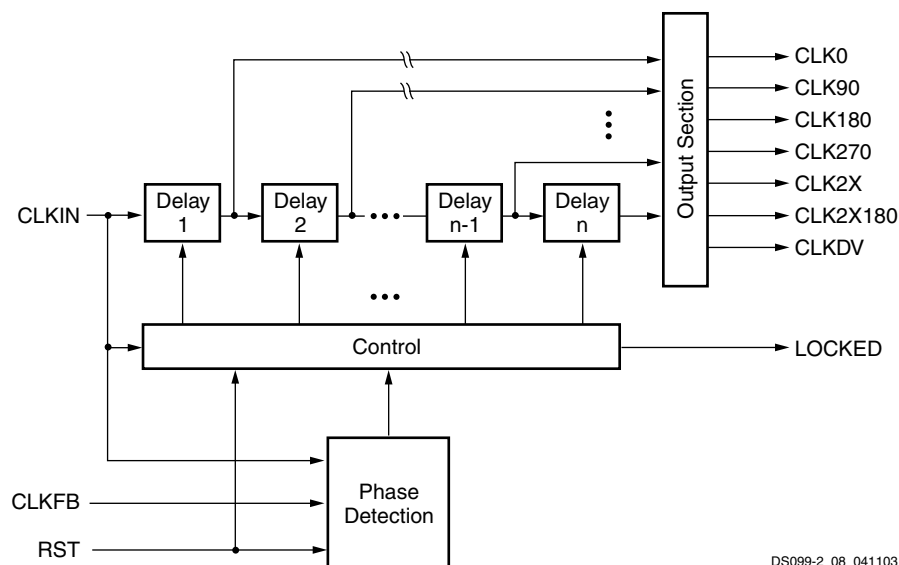 CLK0
CLK90
CLK180
CLK270
CLK2X
CLK2X180
CLKDV
Output Section
CLKIN
Delay
1
Delay
2
Delay
n-1
Delay
n
Control
LOCKED
CLKFB
Phase
Detection
RST
DS099-2_08_041103